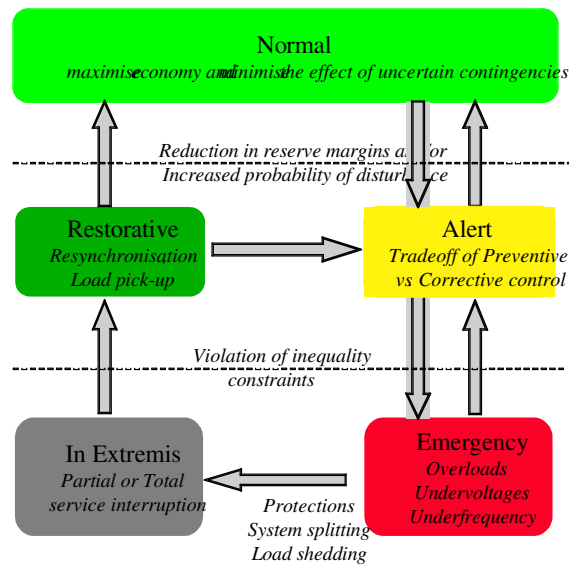 Normal
maximise economy and minimise the effect of uncertain contingencies
Reduction in reserve margins and/or
Increased probability of disturbance
Restorative
Resynchronisation
Load pick-up
Alert
Tradeoff of Preventive
vs Corrective control
Violation of inequality
constraints
In Extremis
Partial or Total
service interruption
Emergency
Overloads
Undervoltages
Underfrequency
Protections
System splitting
Load shedding